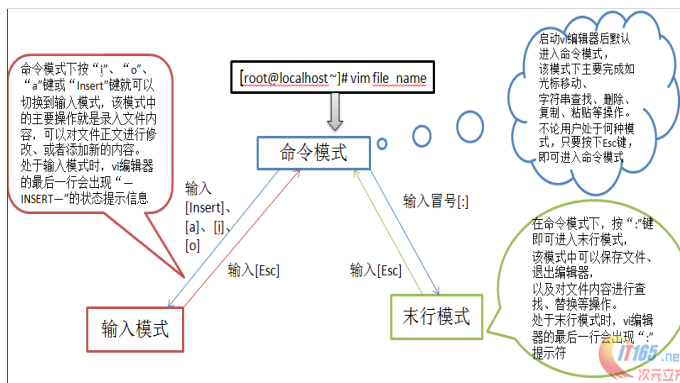 命令模式下按“i”、“o”、
“a”键或“Insert”键就可以
切换到输入模式，该模式中
的主要操作就是录入文件内
容，可以对文件正文进行修
改、或者添加新的内容。
处于输入模式时，vi编辑器
的最后一行会出现“—
INSERT—”的状态提示信息
[root@localhost ~]# vim file_name
启动vi编辑器后默认
进入命令模式，
该模式下主要完成如
光标移动、
字符串查找、删除、
复制、粘贴等操作。
不论用户处于何种模
式，只要按下Esc键，
即可进入命令模式
命令模式
输入
[Insert]、
[a]、[i]、
[o]
输入[Esc]
输入[Esc]
输入冒号[:]
输入模式
末行模式
在命令模式下，按“:”键
即可进入末行模式，
该模式中可以保存文件、
退出编辑器，
以及对文件内容进行查
找、替换等操作。
处于末行模式时，vi编辑
器的最后一行会出现“:”
提示符
IT165.net
次元立方